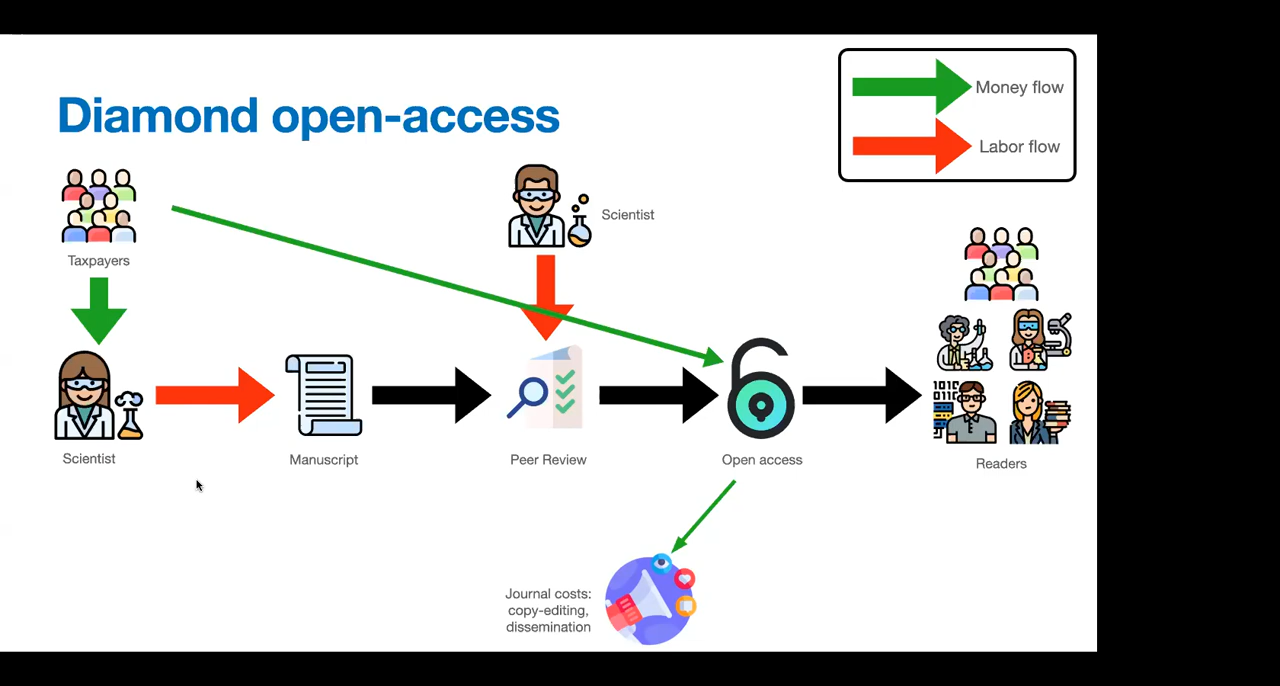 Diamond open-access
Money flow
Labor flow
Taxpayers
Scientist
Scientist
Manuscript
Peer Review
Open access
Readers
Journal costs:
copy-editing,
dissemination